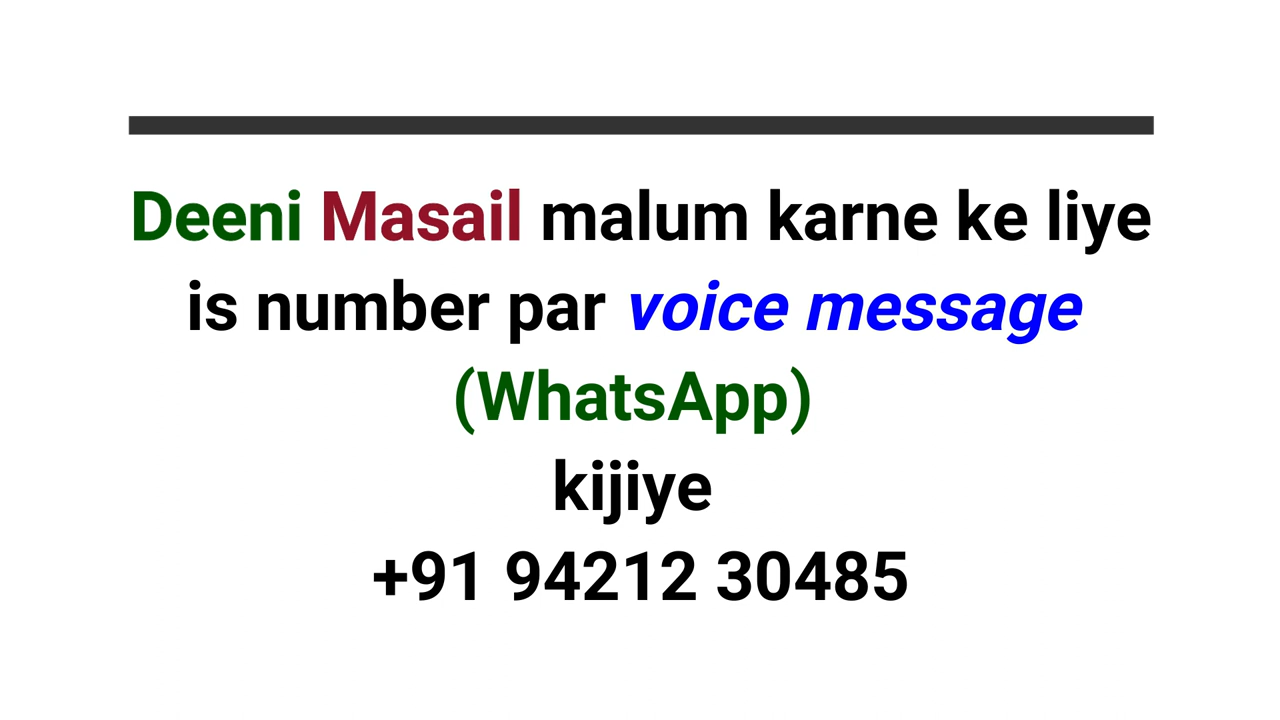 Deeni Masail malum karne ke liye
is number par voice message
(WhatsApp)
kijiye
+91 94212 30485